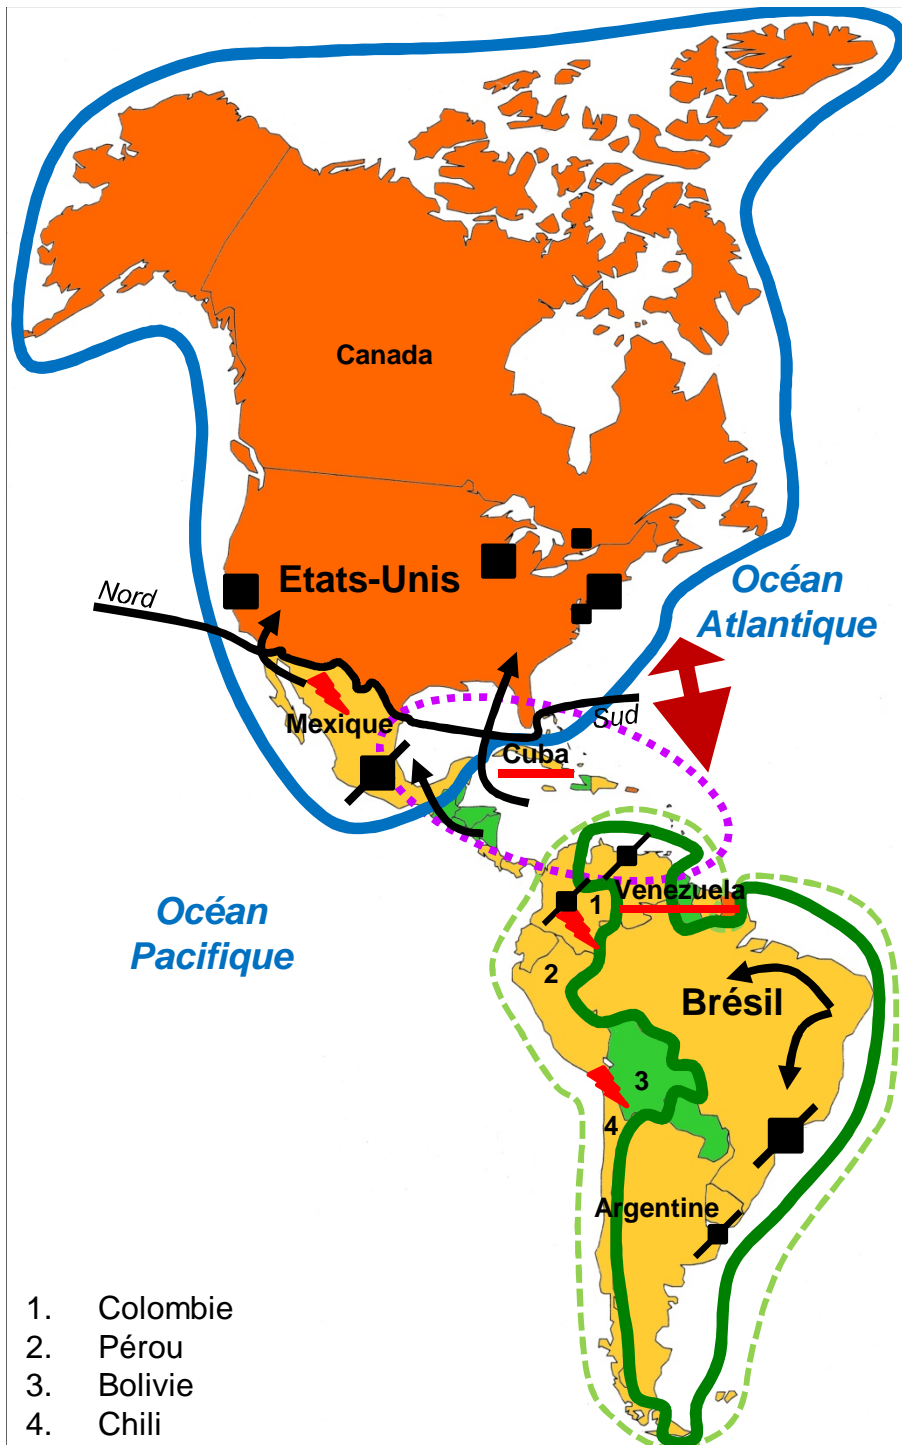 Canada
Etats-Unis
Océan
Atlantique
Nord
Sud
Mexique
Cuba
Venezuela
1
Océan
Pacifique
2
Brésil
3
4
Argentine
1. Colombie
2. Pérou
3. Bolivie
4. Chili